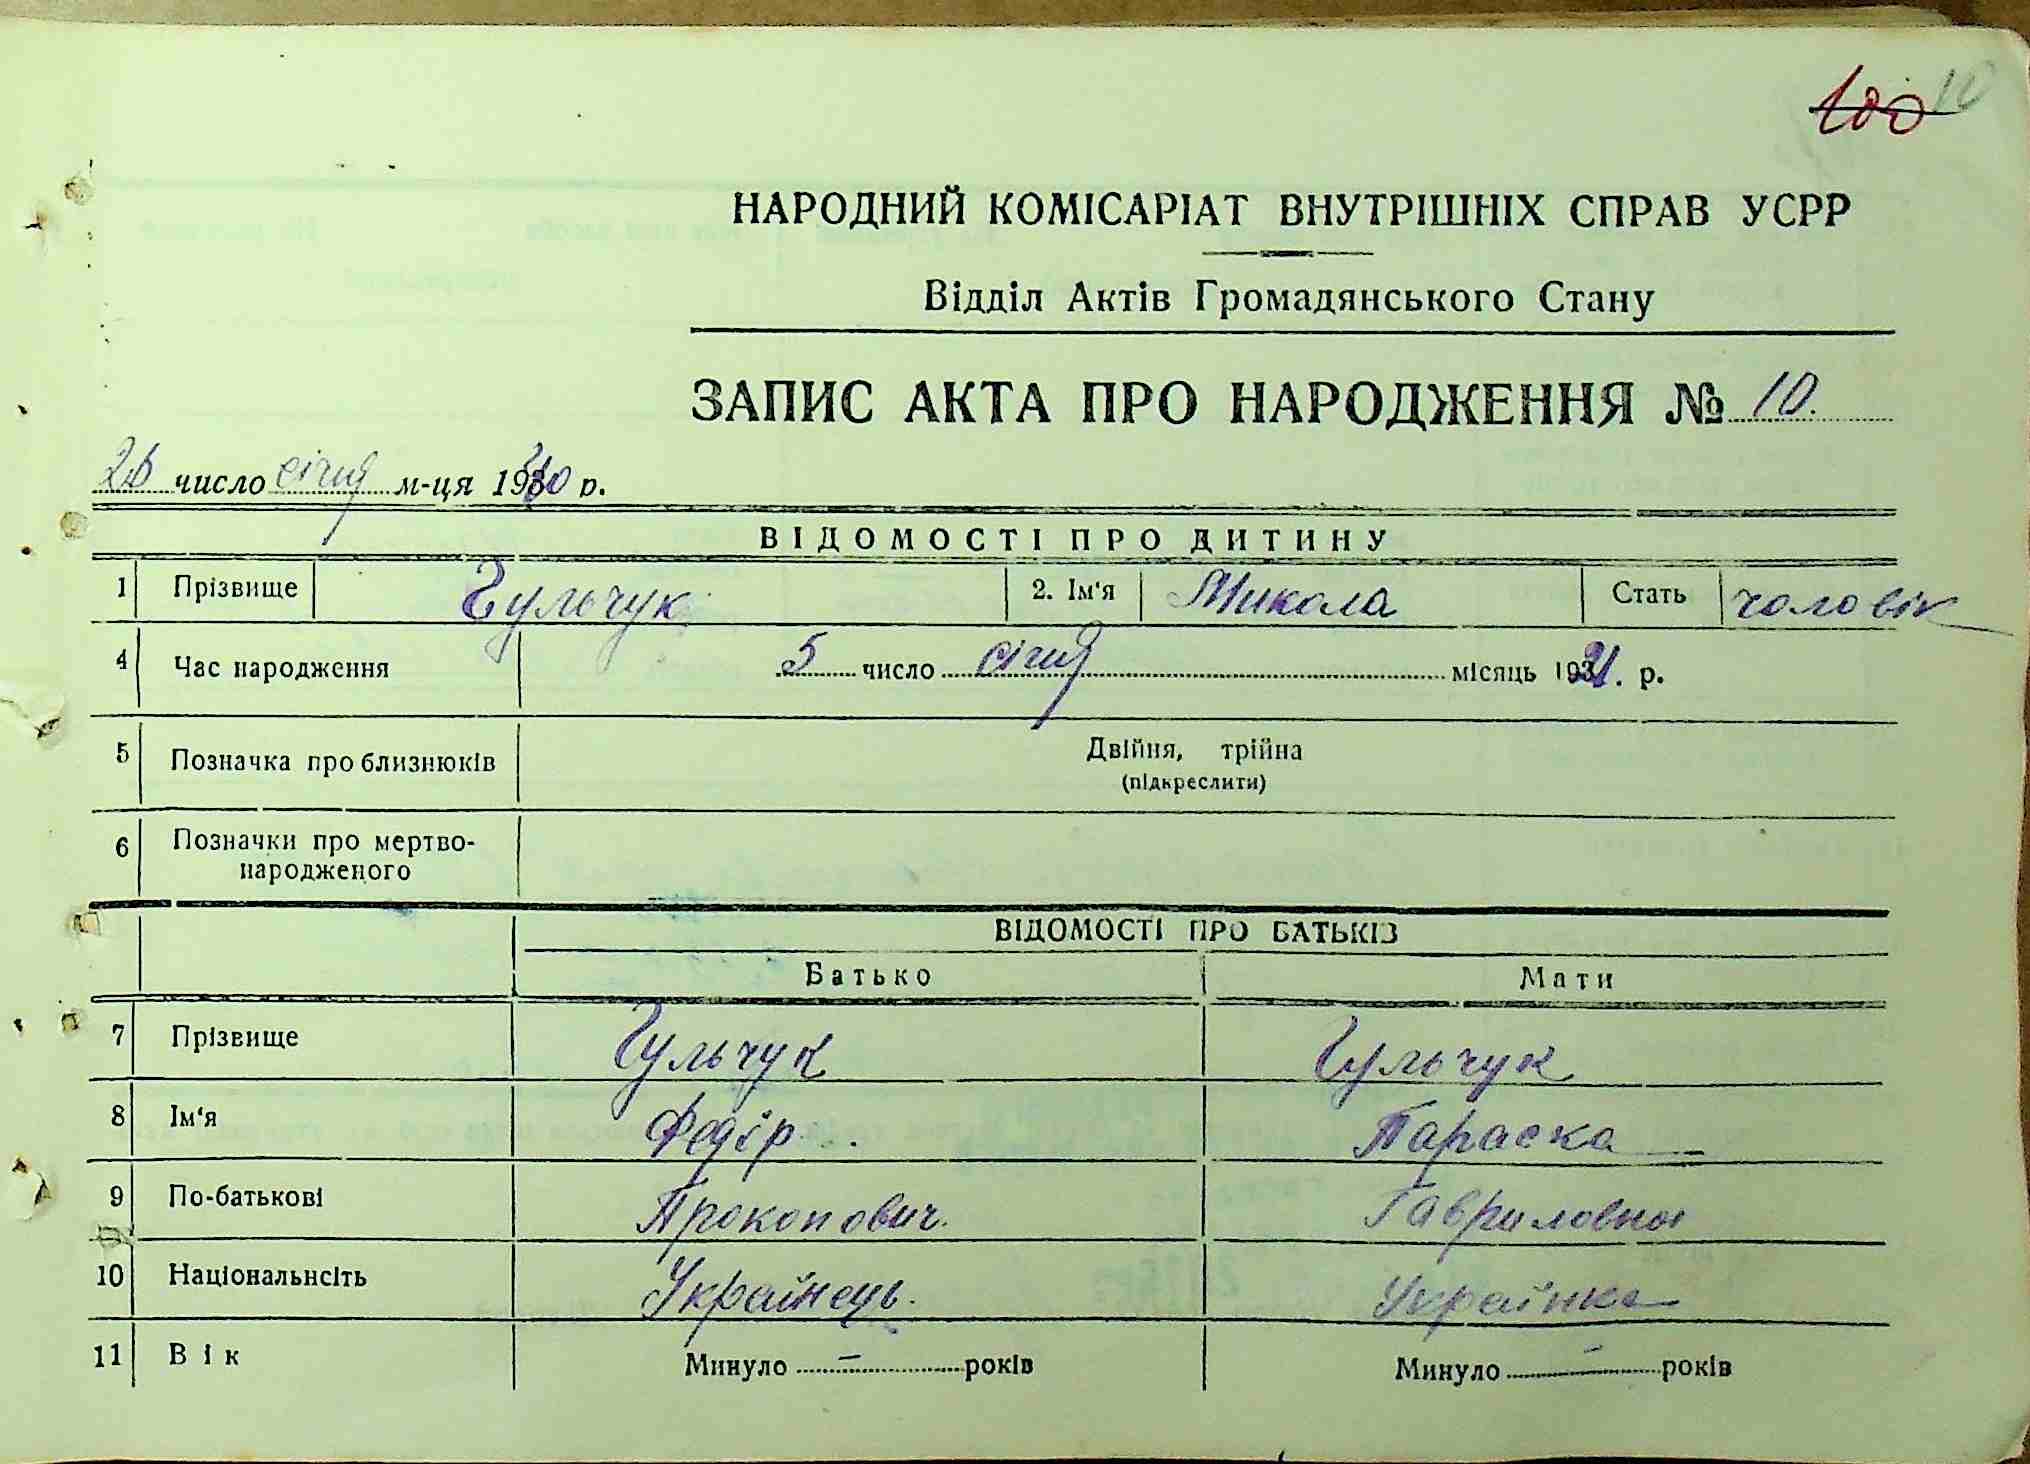 100 10
НАРОДНИЙ КОМІСАРІАТ ВНУТРІШНІХ СПРАВ УСРР
Відділ Актів Громадянського Стану
ЗАПИС АКТА ПРО НАРОДЖЕННЯ № 10.
число січня м-ця р.
ВІДОМОСТІ ПРО ДИТИНУ
1 Прізвище Гульчук 2. Ім'я Микола Стать чоловік
4 Час народження 5 число січня місяць р.
5 Позначка про близнюків Двійня, трійна
(підкреслити)
6 Позначки про мертво-
народженого
ВІДОМОСТІ ПРО БАТЬКІВ
Батько Мати
7 Прізвище Гульчук Гульчук
8 Ім'я Федір Параска
9 По-батькові Прокопович. Гавриловна
10 Національнсіть Українець. Українка
11 Вік Минуло – років Минуло – років